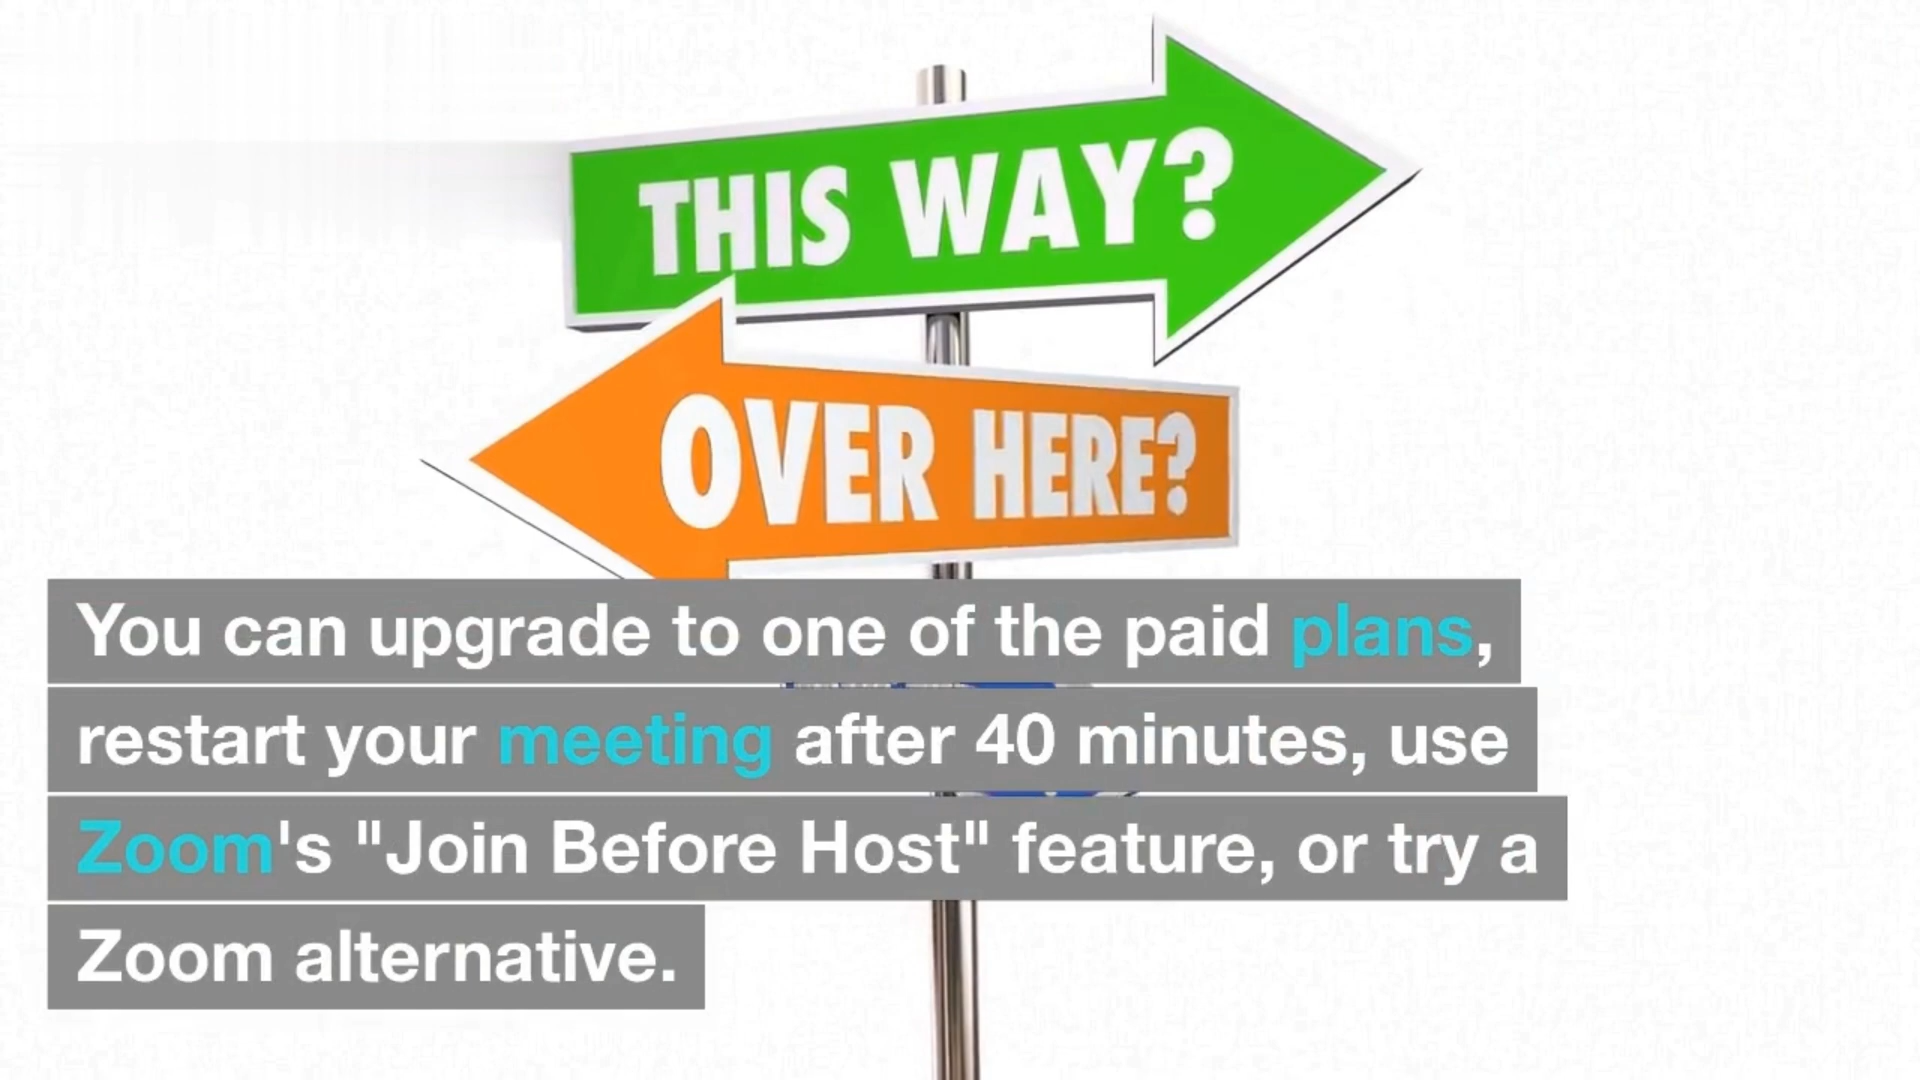 THIS WAY?
OVER HERE?
You can upgrade to one of the paid plans,
restart your meeting after 40 minutes, use
Zoom's "Join Before Host" feature, or try a
Zoom alternative.